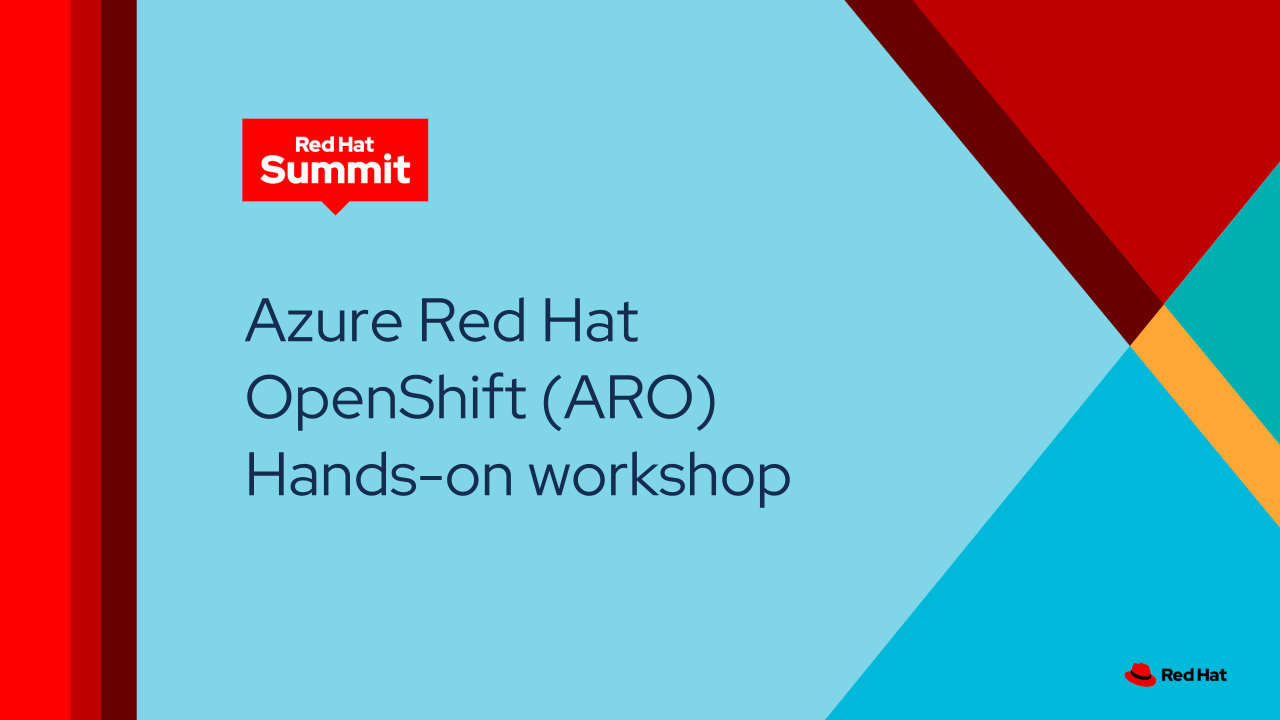 Red Hat
Summit
Azure Red Hat
OpenShift (ARO)
Hands-on workshop
Red Hat